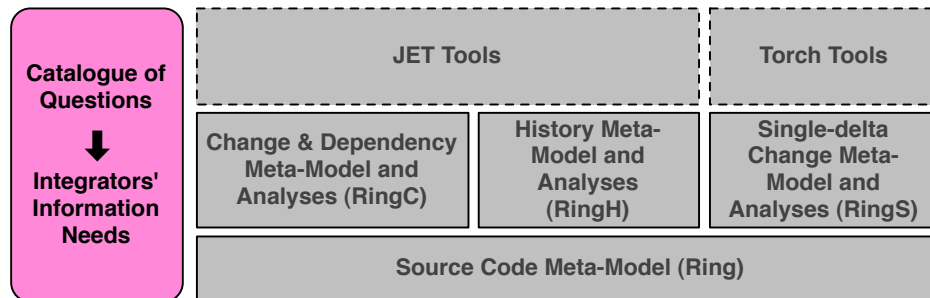 Catalogue of
Questions
Integrators'
Information
Needs
JET Tools
Torch Tools
Change & Dependency
Meta-Model and
Analyses (RingC)
History Meta-
Model and
Analyses
(RingH)
Single-delta
Change Meta-
Model and
Analyses (RingS)
Source Code Meta-Model (Ring)